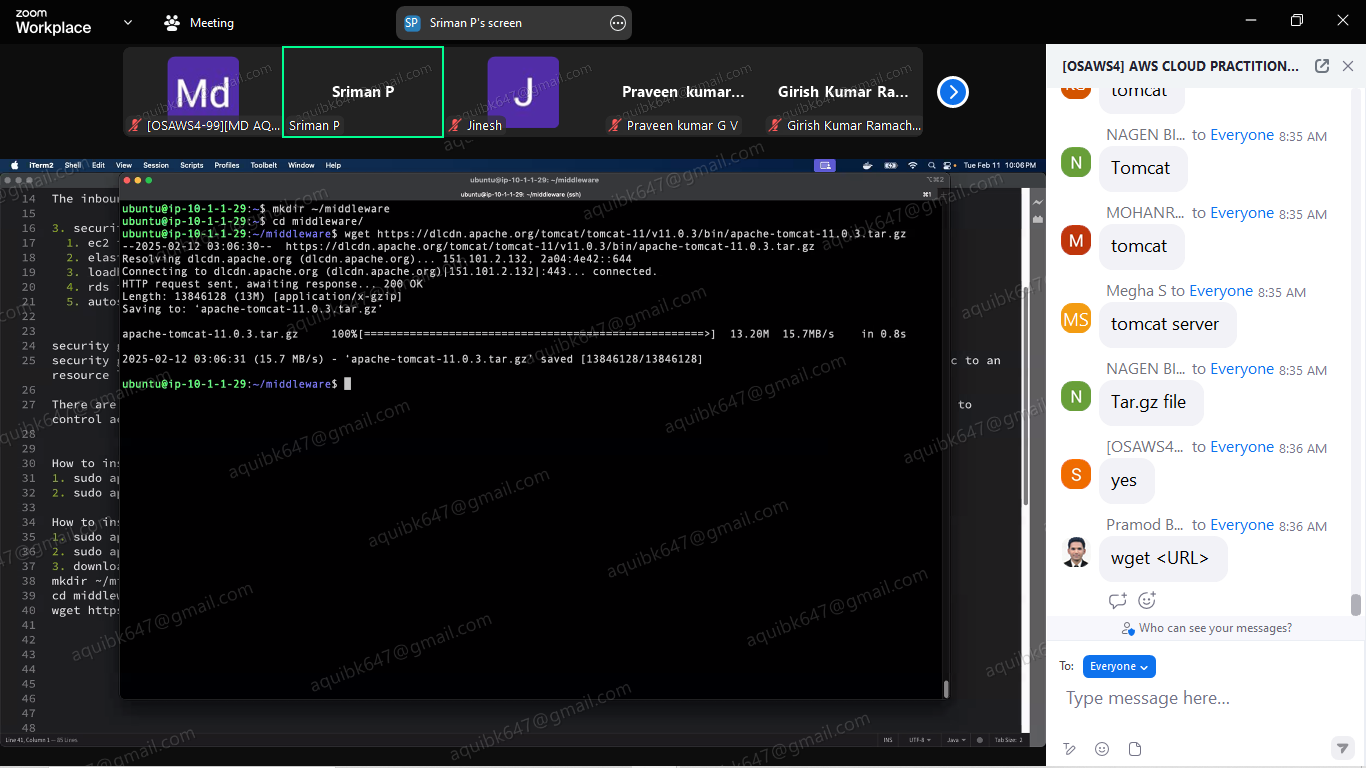 zoom
Workplace
Meeting
SP
Sriman P's screen
Md
[OSAWS4-99][MD AQ...
Sriman P
Sriman P
J
Jinesh
Praveen kumar...
Praveen kumar G V
Girish Kumar Ra...
Girish Kumar Ramach...
iTerm2 Shell Edit View Session Scripts Profiles Toolbelt Window Help
Tue Feb 11 10:06 PM
ubuntu@ip-10-1-1-29: ~/middleware
⌥⌘2
ubuntu@ip-10-1-1-29: ~/middleware (ssh)
⌘1
ubuntu@ip-10-1-1-29:~$ mkdir ~/middleware
ubuntu@ip-10-1-1-29:~$ cd middleware/
ubuntu@ip-10-1-1-29:~/middleware$ wget https://dlcdn.apache.org/tomcat/tomcat-11/v11.0.3/bin/apache-tomcat-11.0.3.tar.gz
--2025-02-12 03:06:30-- https://dlcdn.apache.org/tomcat/tomcat-11/v11.0.3/bin/apache-tomcat-11.0.3.tar.gz
Resolving dlcdn.apache.org (dlcdn.apache.org)... 151.101.2.132, 2a04:4e42::644
Connecting to dlcdn.apache.org (dlcdn.apache.org)|151.101.2.132|:443... connected.
HTTP request sent, awaiting response... 200 OK
Length: 13846128 (13M) [application/x-gzip]
Saving to: ‘apache-tomcat-11.0.3.tar.gz’
apache-tomcat-11.0.3.tar.gz 100%[===================================================>] 13.20M 15.7MB/s in 0.8s
2025-02-12 03:06:31 (15.7 MB/s) - ‘apache-tomcat-11.0.3.tar.gz’ saved [13846128/13846128]
ubuntu@ip-10-1-1-29:~/middleware$
14 The inbou
15
16 3. securit
17 1. ec2
18 2. elas
19 3. load
20 4. rds
21 5. autos
22
23
24 security g
25 security g
c to an
resource
26
27 There are
to
control ac
28
29
30 How to ins
31 1. sudo ap
32 2. sudo ap
33
34 How to ins
35 1. sudo ap
36 2. sudo ap
37 3. downloa
38 mkdir ~/mi
39 cd middlew
40 wget https
41
42
43
44
45
46
47
48
Line 41, Column 1 — 85 Lines
INS UTF-8 Java Tab Size: 2
[OSAWS4] AWS CLOUD PRACTITION...
tomcat
NAGEN BI... to Everyone 8:35 AM
N
Tomcat
MOHANR... to Everyone 8:35 AM
M
tomcat
Megha S to Everyone 8:35 AM
MS
tomcat server
NAGEN BI... to Everyone 8:35 AM
N
Tar.gz file
[OSAWS4... to Everyone 8:36 AM
S
yes
Pramod B... to Everyone 8:36 AM
wget <URL>
Who can see your messages?
To: Everyone
Type message here...
aquibk647@gmail.com